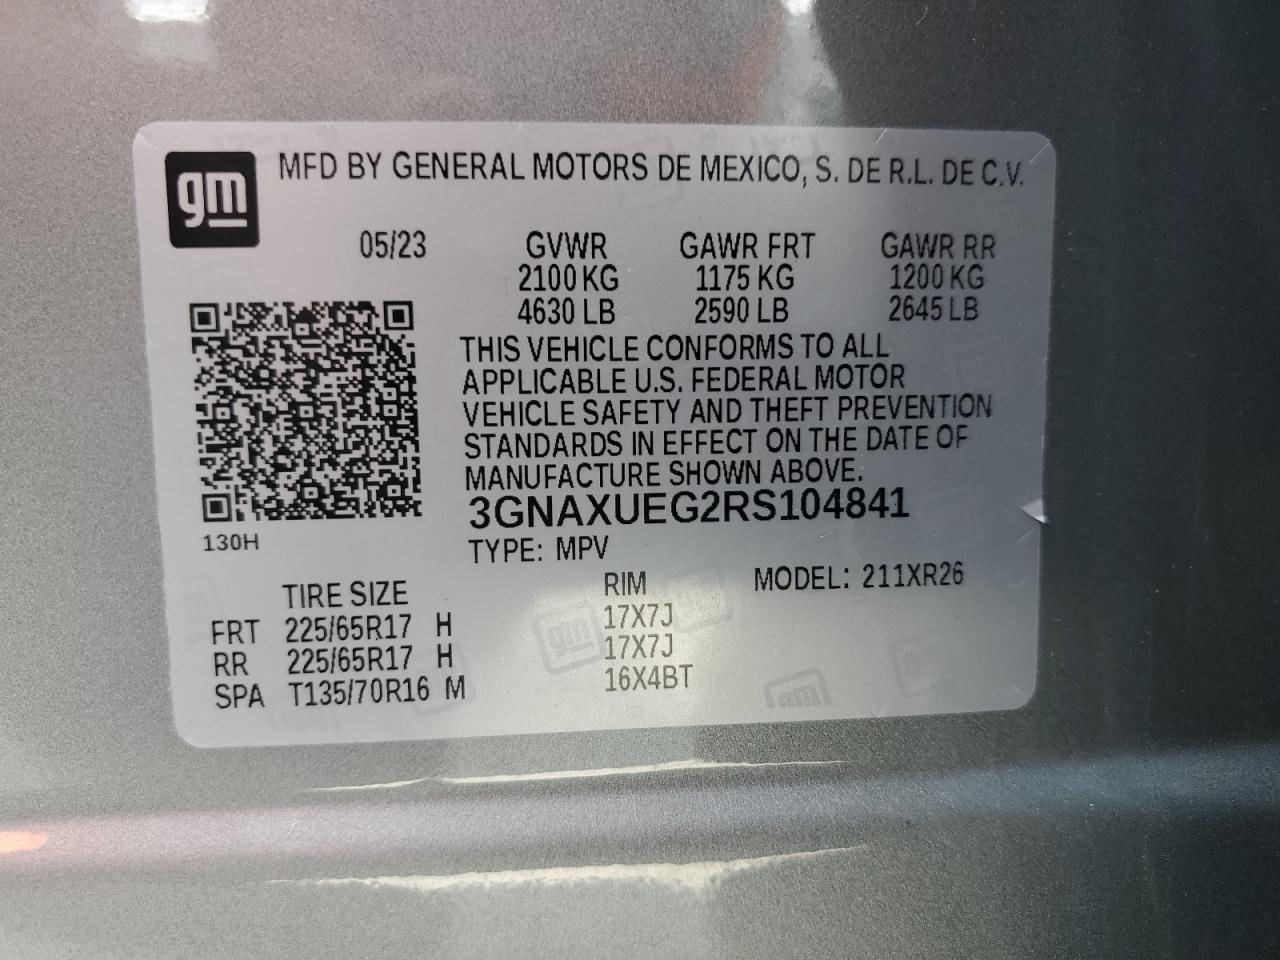 gm MFD BY GENERAL MOTORS DE MEXICO, S. DE R.L. DE C.V.
05/23 GVWR GAWR FRT GAWR RR
2100 KG 1175 KG 1200 KG
4630 LB 2590 LB 2645 LB
THIS VEHICLE CONFORMS TO ALL
APPLICABLE U.S. FEDERAL MOTOR
VEHICLE SAFETY AND THEFT PREVENTION
STANDARDS IN EFFECT ON THE DATE OF
MANUFACTURE SHOWN ABOVE.
3GNAXUEG2RS104841
130H
TYPE: MPV
TIRE SIZE RIM MODEL: 211XR26
FRT 225/65R17 H 17X7J
RR 225/65R17 H 17X7J
SPA T135/70R16 M 16X4BT